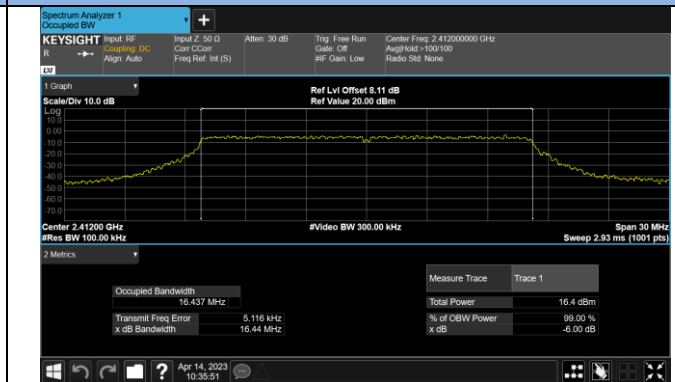 Spectrum Analyzer 1
Occupied BW
+
KEYSIGHT Input: RF Input Z: 50 Ω Atten: 30 dB Trig: Free Run Center Freq: 2.412000000 GHz
R Coupling: DC Corr CCorr Gate: Off Avg|Hold:>100/100
Align: Auto Freq Ref: Int (S) #IF Gain: Low Radio Std: None
LXI
1 Graph Ref Lvl Offset 8.11 dB
Scale/Div 10.0 dB Ref Value 20.00 dBm
Log
10.0
0.00
-10.0
-20.0
-30.0
-40.0
-50.0
-60.0
-70.0
Center 2.41200 GHz #Video BW 300.00 kHz Span 30 MHz
#Res BW 100.00 kHz Sweep 2.93 ms (1001 pts)
2 Metrics
Measure Trace Trace 1
Occupied Bandwidth
16.437 MHz Total Power 16.4 dBm
Transmit Freq Error 5.116 kHz % of OBW Power 99.00 %
x dB Bandwidth 16.44 MHz x dB -6.00 dB
? Apr 14, 2023
10:35:51